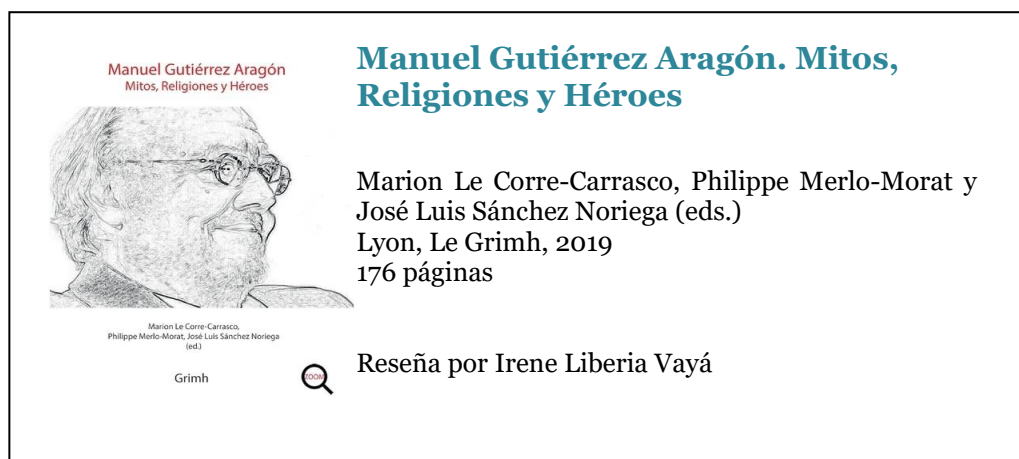 Manuel Gutiérrez Aragón
Mitos, Religiones y Héroes
Marion Le Corre-Carrasco,
Philippe Merlo-Morat, José Luis Sánchez Noriega
(ed.)
Grimh
ZOOM
Manuel Gutiérrez Aragón. Mitos,
Religiones y Héroes
Marion Le Corre-Carrasco, Philippe Merlo-Morat y
José Luis Sánchez Noriega (eds.)
Lyon, Le Grimh, 2019
176 páginas
Reseña por Irene Liberia Vayá